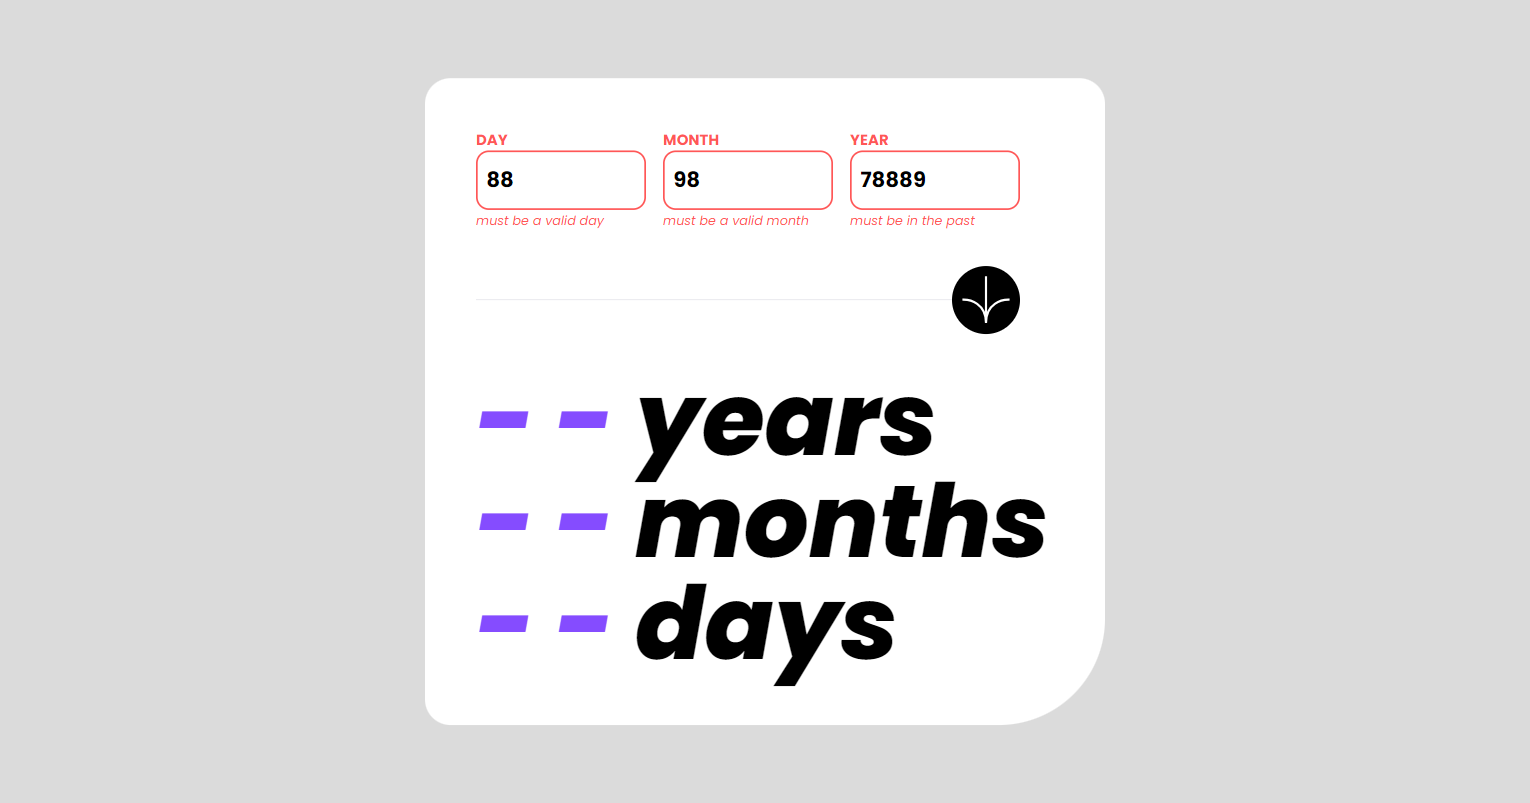 DAY MONTH YEAR
88 98 78889
must be a valid day must be a valid month must be in the past
- - years
- - months
- - days